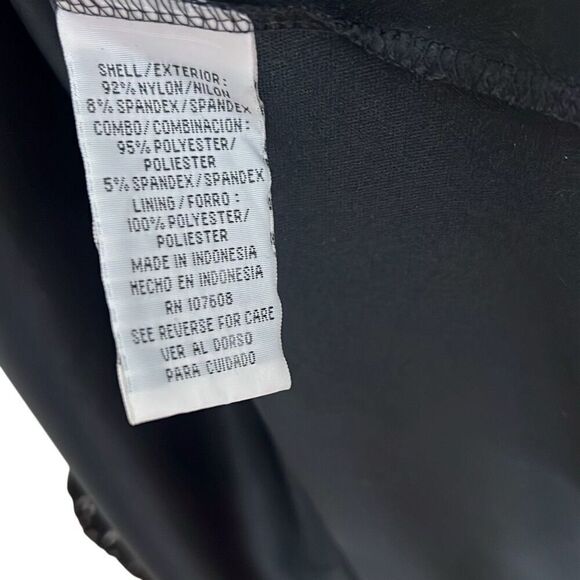 SHELL/EXTERIOR:
92% NYLON/NILON
8% SPANDEX/SPANDEX
COMBO/COMBINACION:
95% POLYESTER/
POLIESTER
5% SPANDEX/SPANDEX
LINING/FORRO:
100% POLYESTER/
POLIESTER
MADE IN INDONESIA
HECHO EN INDONESIA
RN 107608
SEE REVERSE FOR CARE
VER AL DORSO
PARA CUIDADO